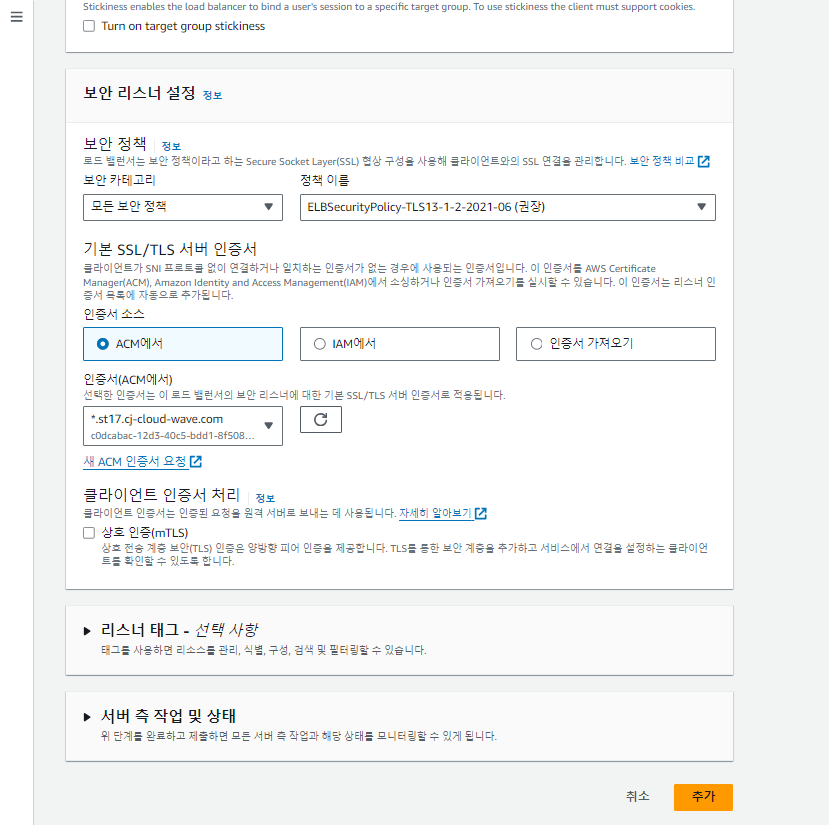 Stickiness enables the load balancer to bind a user's session to a specific target group. To use stickiness the client must support cookies.
Turn on target group stickiness
보안 리스너 설정 정보
보안 정책 정보
로드 밸런서는 보안 정책이라고 하는 Secure Socket Layer(SSL) 협상 구성을 사용해 클라이언트와의 SSL 연결을 관리합니다. 보안 정책 비교
보안 카테고리 정책 이름
모든 보안 정책 ELBSecurityPolicy-TLS13-1-2-2021-06 (권장)
기본 SSL/TLS 서버 인증서
클라이언트가 SNI 프로토콜 없이 연결하거나 일치하는 인증서가 없는 경우에 사용되는 인증서입니다. 이 인증서를 AWS Certificate
Manager(ACM), Amazon Identity and Access Management(IAM)에서 소싱하거나 인증서 가져오기를 실시할 수 있습니다. 이 인증서는 리스너 인
증서 목록에 자동으로 추가됩니다.
인증서 소스
ACM에서 IAM에서 인증서 가져오기
인증서(ACM에서)
선택한 인증서는 이 로드 밸런서의 보안 리스너에 대한 기본 SSL/TLS 서버 인증서로 적용됩니다.
*.st17.cj-cloud-wave.com
c0dcabac-12d3-40c5-bdd1-8f508...
새 ACM 인증서 요청
클라이언트 인증서 처리 정보
클라이언트 인증서는 인증된 요청을 원격 서버로 보내는 데 사용됩니다. 자세히 알아보기
상호 인증(mTLS)
상호 전송 계층 보안(TLS) 인증은 양방향 피어 인증을 제공합니다. TLS를 통한 보안 계층을 추가하고 서비스에서 연결을 설정하는 클라이언
트를 확인할 수 있도록 합니다.
리스너 태그 - 선택 사항
태그를 사용하면 리소스를 관리, 식별, 구성, 검색 및 필터링할 수 있습니다.
서버 측 작업 및 상태
위 단계를 완료하고 제출하면 모든 서버 측 작업과 해당 상태를 모니터링할 수 있게 됩니다.
취소 추가